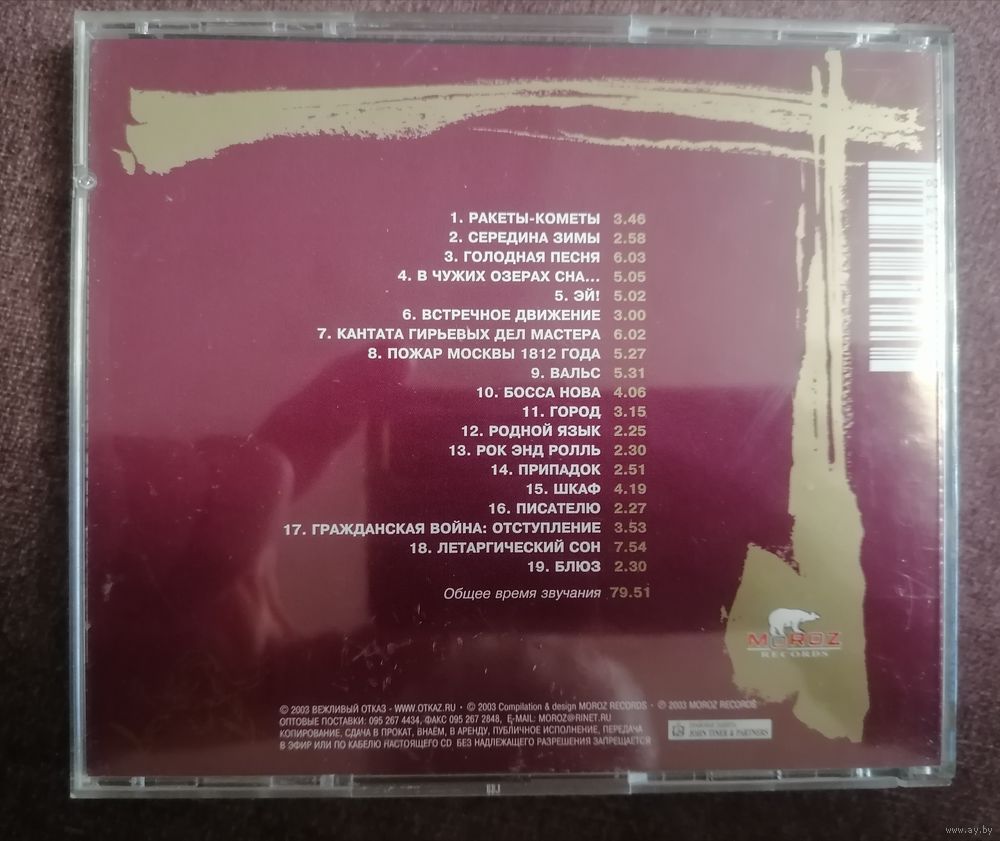 1. РАКЕТЫ-КОМЕТЫ 3.46
2. СЕРЕДИНА ЗИМЫ 2.58
3. ГОЛОДНАЯ ПЕСНЯ 6.03
4. В ЧУЖИХ ОЗЕРАХ СНА... 5.05
5. ЭЙ! 5.02
6. ВСТРЕЧНОЕ ДВИЖЕНИЕ 3.00
7. КАНТАТА ГИРЬЕВЫХ ДЕЛ МАСТЕРА 6.02
8. ПОЖАР МОСКВЫ 1812 ГОДА 5.27
9. ВАЛЬС 5.31
10. БОССА НОВА 4.06
11. ГОРОД 3.15
12. РОДНОЙ ЯЗЫК 2.25
13. РОК ЭНД РОЛЛЬ 2.30
14. ПРИПАДОК 2.51
15. ШКАФ 4.19
16. ПИСАТЕЛЮ 2.27
17. ГРАЖДАНСКАЯ ВОЙНА: ОТСТУПЛЕНИЕ 3.53
18. ЛЕТАРГИЧЕСКИЙ СОН 7.54
19. БЛЮЗ 2.30
Общее время звучания 79.51
MOROZ
RECORDS
© 2003 ВЕЖЛИВЫЙ ОТКАЗ - WWW.OTKAZ.RU · © 2003 Compilation & design MOROZ RECORDS · ℗ 2003 MOROZ RECORDS
ОПТОВЫЕ ПОСТАВКИ: 095 267 4434, ФАКС 095 267 2848, E-MAIL: MOROZ@RINET.RU
КОПИРОВАНИЕ, СДАЧА В ПРОКАТ, ВНАЁМ, В АРЕНДУ, ПУБЛИЧНОЕ ИСПОЛНЕНИЕ, ПЕРЕДАЧА
В ЭФИР ИЛИ ПО КАБЕЛЮ НАСТОЯЩЕГО CD БЕЗ НАДЛЕЖАЩЕГО РАЗРЕШЕНИЯ ЗАПРЕЩАЕТСЯ
JOHN TINER & PARTNERS
www.ay.by